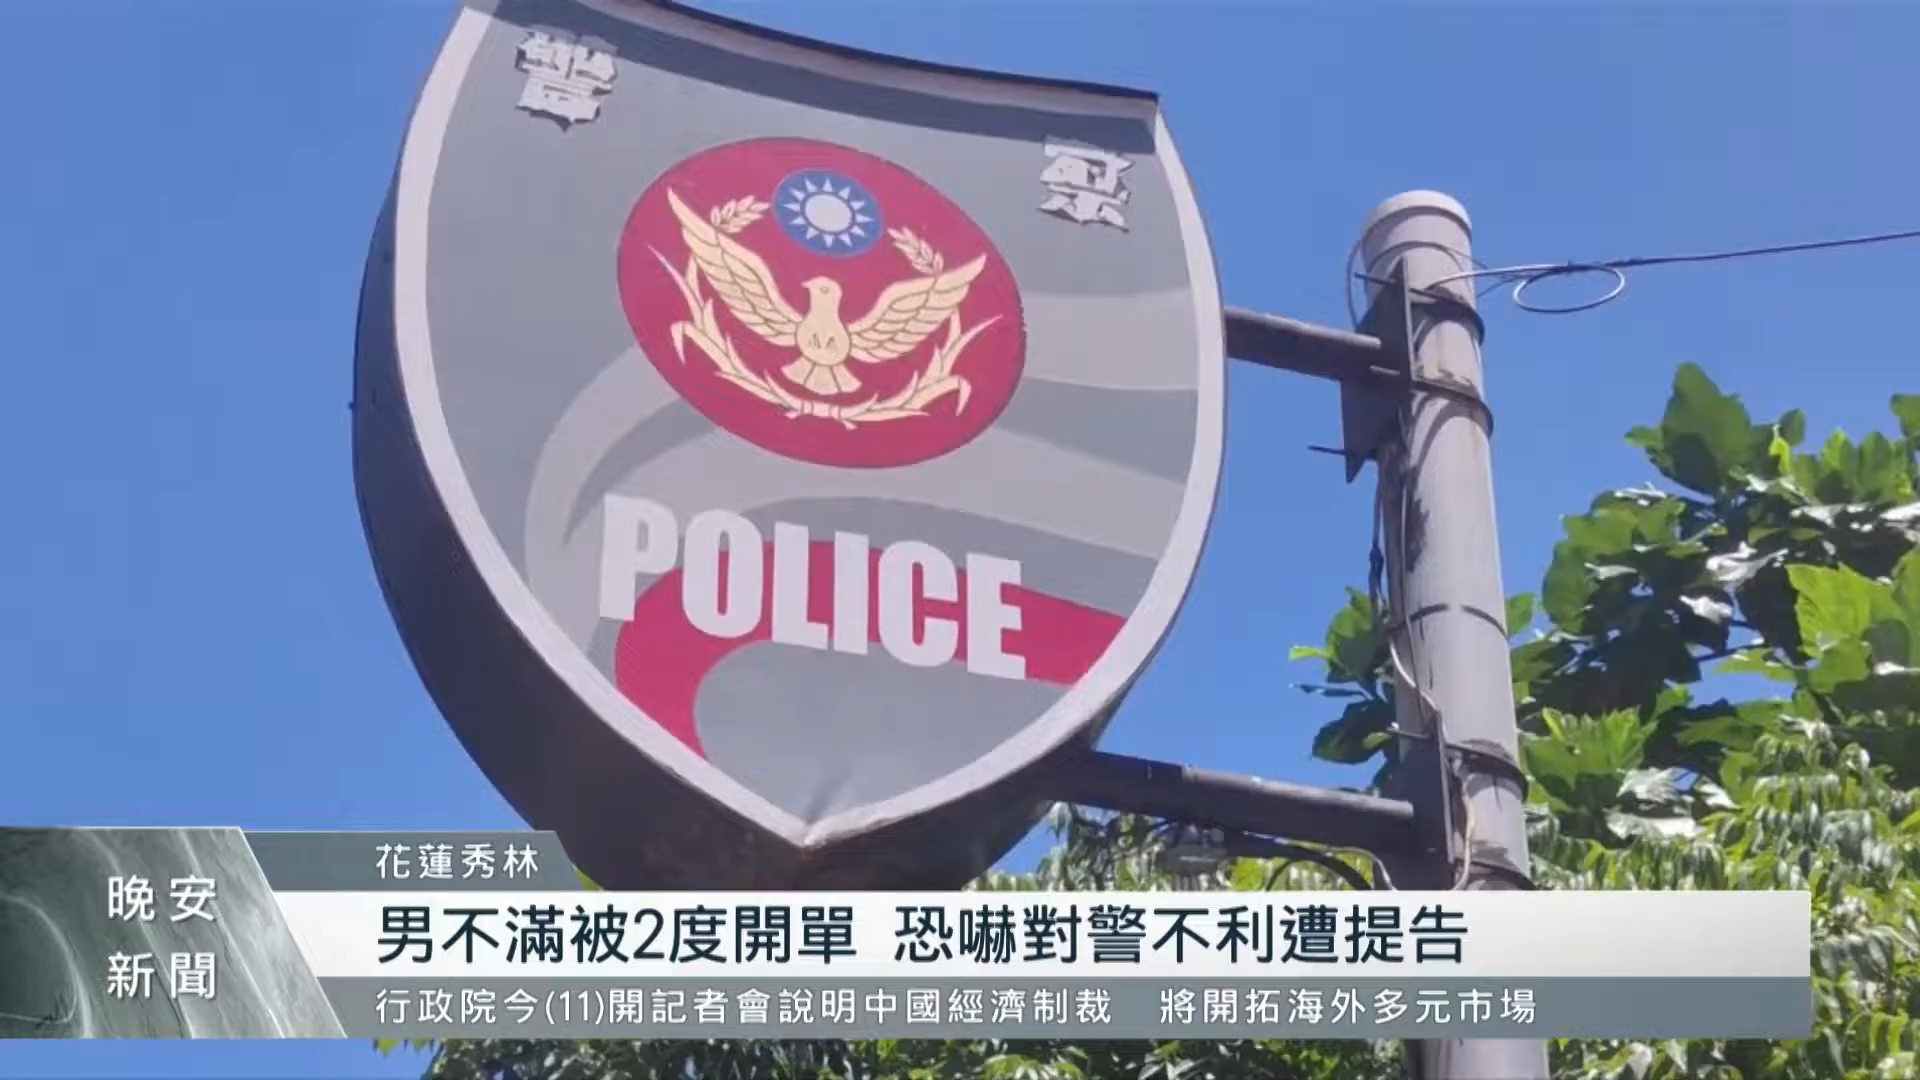 警
察
POLICE
花蓮秀林
晚安
新聞
男不滿被2度開單 恐嚇對警不利遭提告
行政院今(11)開記者會說明中國經濟制裁 將開拓海外多元市場